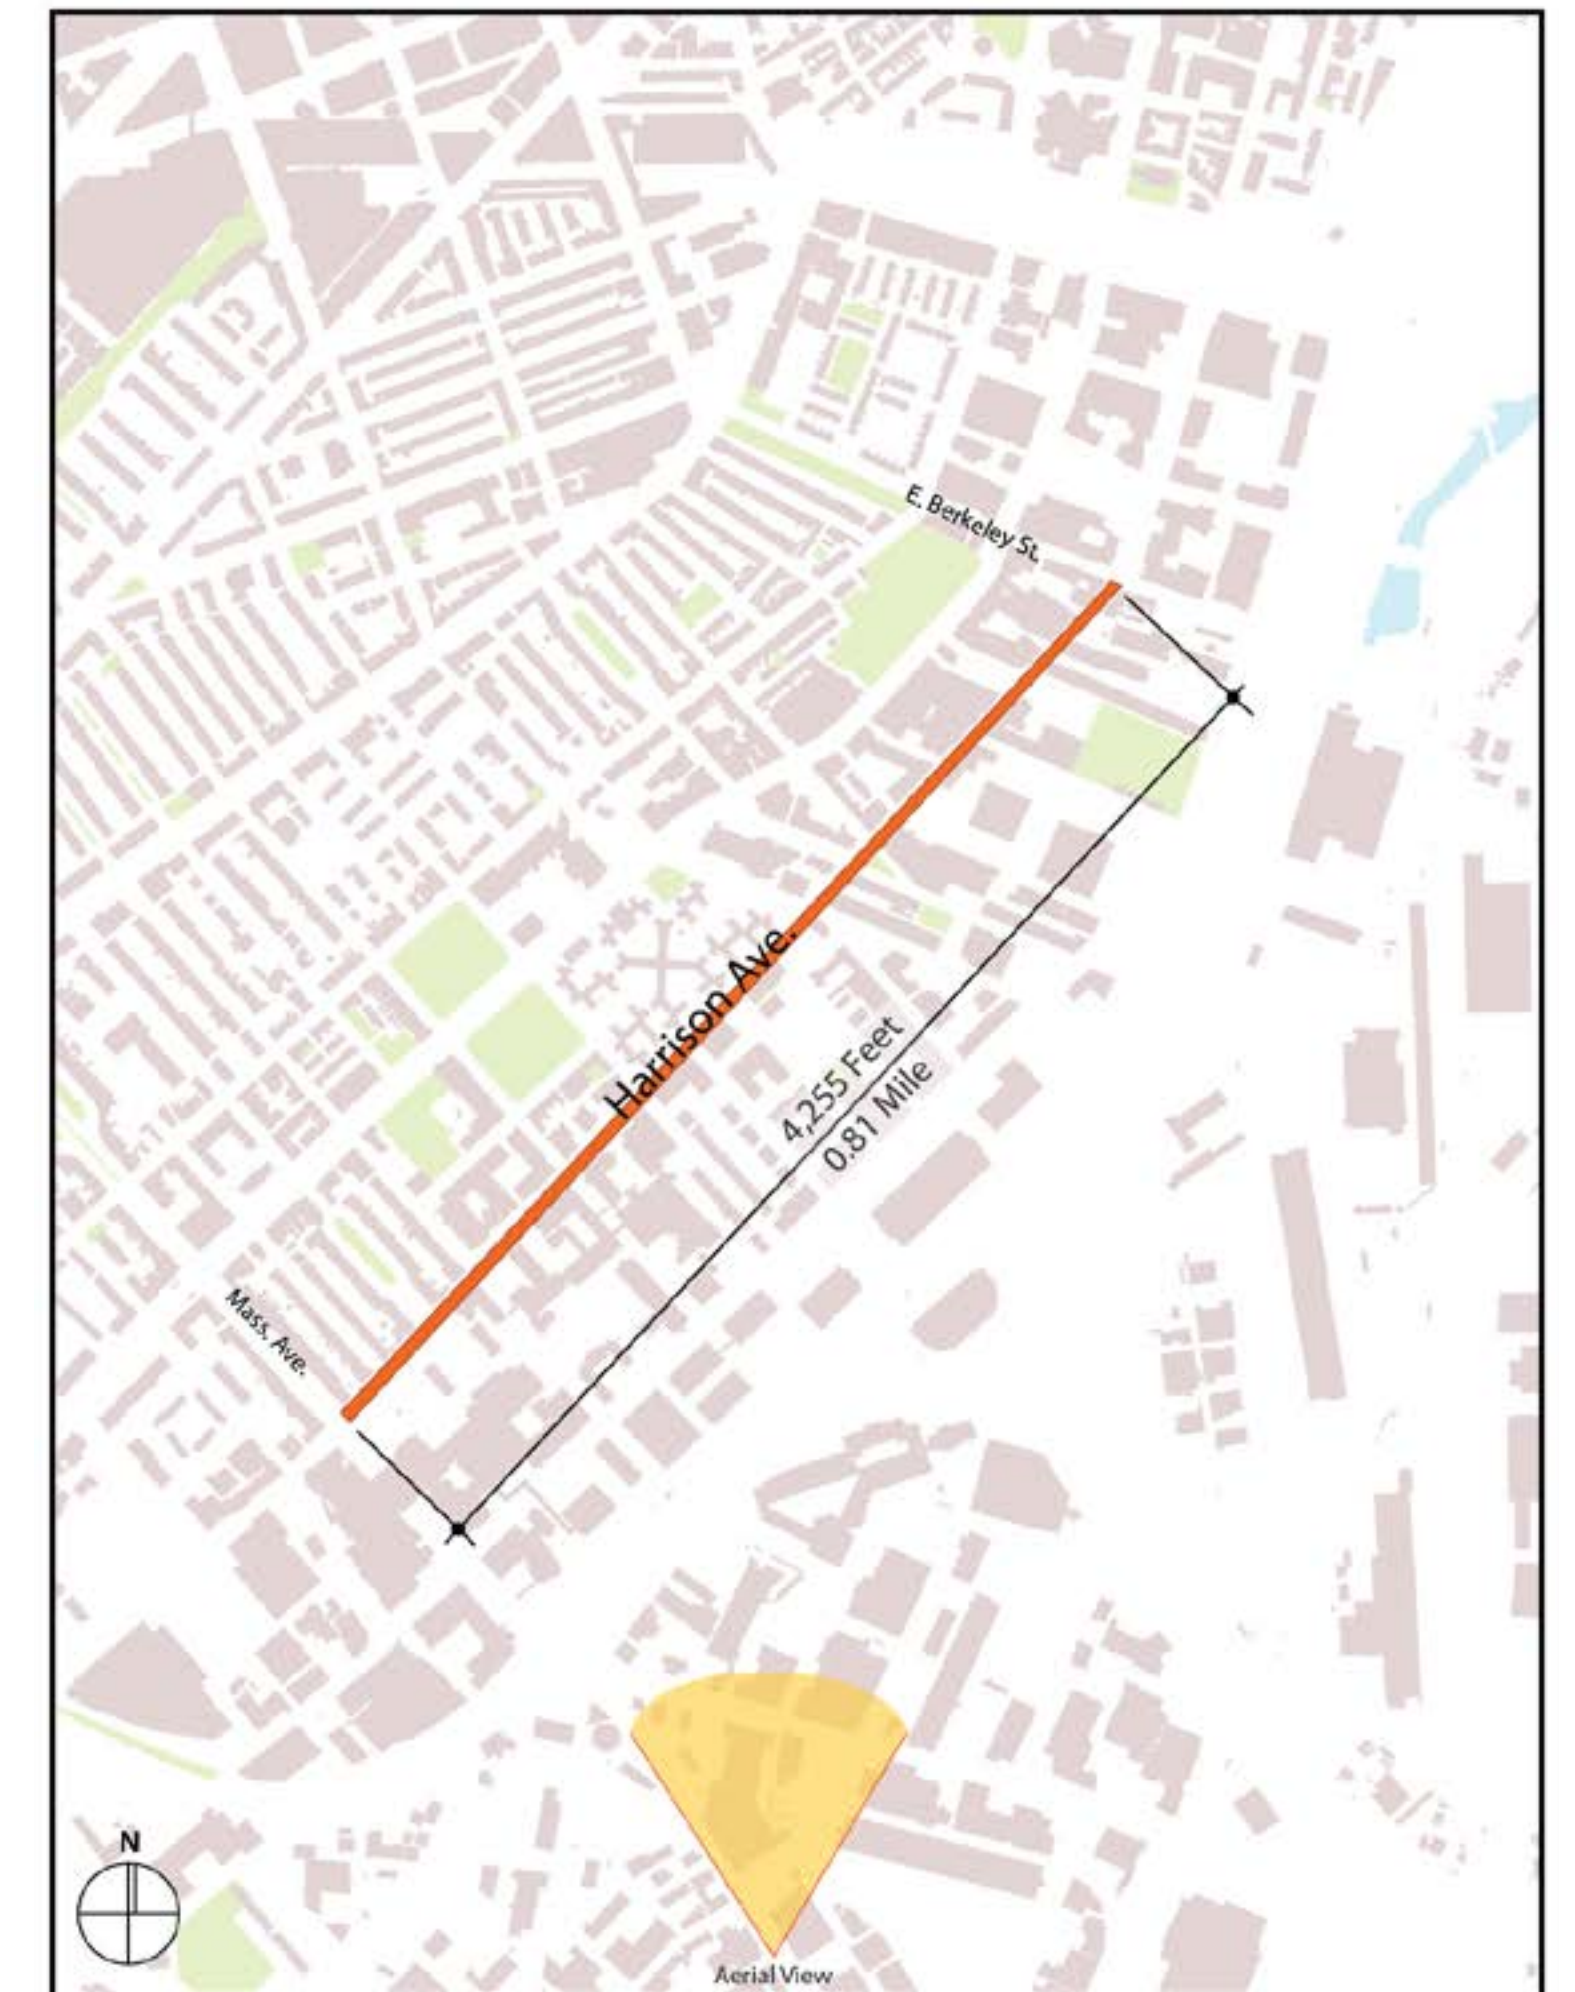 E. Berkeley St.
Harrison Ave.
4,255 Feet
0.81 Mile
Mass. Ave.
N
Aerial View